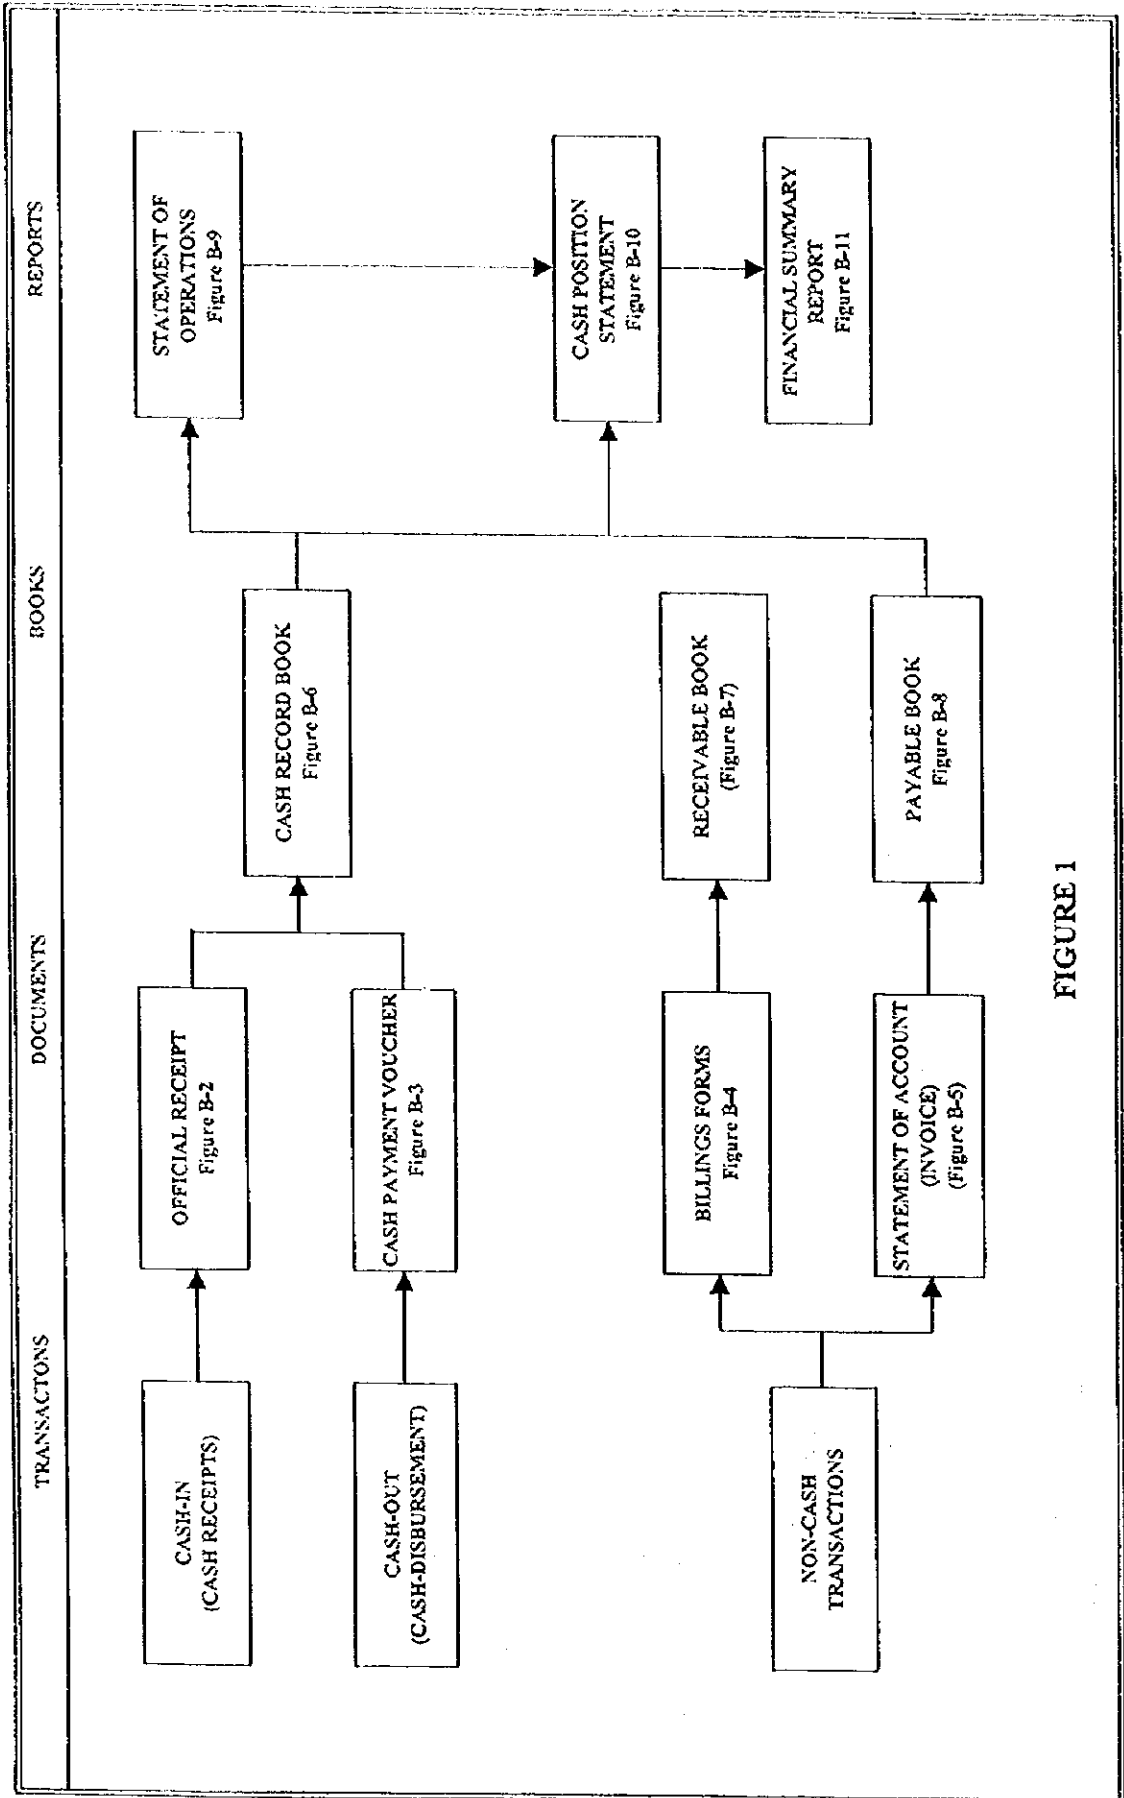 TRANSACTONS
DOCUMENTS
BOOKS
REPORTS
CASH-IN
(CASH RECEIPTS)
OFFICIAL RECEIPT
Figure B-2
CASH-OUT
(CASH-DISBURSEMENT)
CASH PAYMENT VOUCHER
Figure B-3
CASH RECORD BOOK
Figure B-6
STATEMENT OF
OPERATIONS
Figure B-9
NON-CASH
TRANSACTIONS
BILLINGS FORMS
Figure B-4
RECEIVABLE BOOK
(Figure B-7)
STATEMENT OF ACCOUNT
(INVOICE)
(Figure B-5)
PAYABLE BOOK
Figure B-8
CASH POSITION
STATEMENT
Figure B-10
FINANCIAL SUMMARY
REPORT
Figure B-11
FIGURE 1